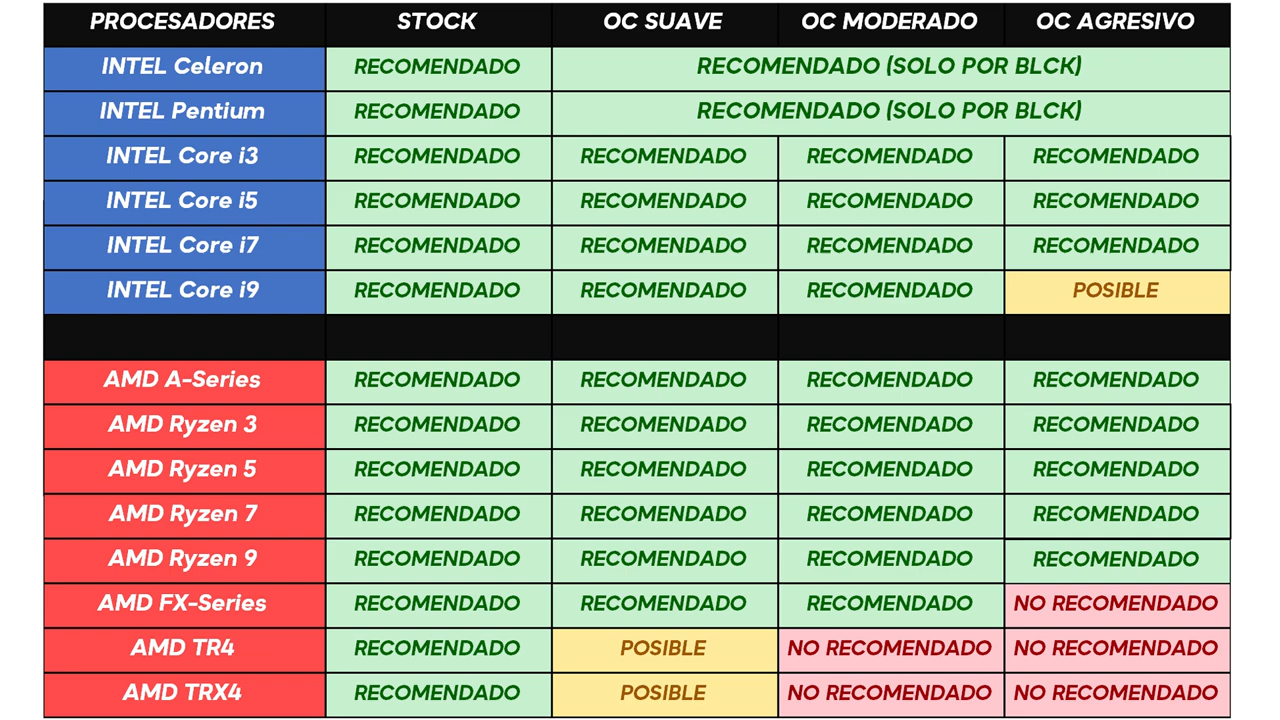 PROCESADORES STOCK OC SUAVE OC MODERADO OC AGRESIVO
INTEL Celeron RECOMENDADO RECOMENDADO (SOLO POR BLCK)
INTEL Pentium RECOMENDADO RECOMENDADO (SOLO POR BLCK)
INTEL Core i3 RECOMENDADO RECOMENDADO RECOMENDADO RECOMENDADO
INTEL Core i5 RECOMENDADO RECOMENDADO RECOMENDADO RECOMENDADO
INTEL Core i7 RECOMENDADO RECOMENDADO RECOMENDADO RECOMENDADO
INTEL Core i9 RECOMENDADO RECOMENDADO RECOMENDADO POSIBLE
AMD A-Series RECOMENDADO RECOMENDADO RECOMENDADO RECOMENDADO
AMD Ryzen 3 RECOMENDADO RECOMENDADO RECOMENDADO RECOMENDADO
AMD Ryzen 5 RECOMENDADO RECOMENDADO RECOMENDADO RECOMENDADO
AMD Ryzen 7 RECOMENDADO RECOMENDADO RECOMENDADO RECOMENDADO
AMD Ryzen 9 RECOMENDADO RECOMENDADO RECOMENDADO RECOMENDADO
AMD FX-Series RECOMENDADO RECOMENDADO RECOMENDADO NO RECOMENDADO
AMD TR4 RECOMENDADO POSIBLE NO RECOMENDADO NO RECOMENDADO
AMD TRX4 RECOMENDADO POSIBLE NO RECOMENDADO NO RECOMENDADO